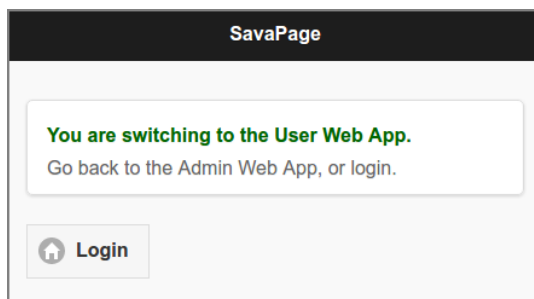 SavaPage
You are switching to the User Web App.
Go back to the Admin Web App, or login.
Login